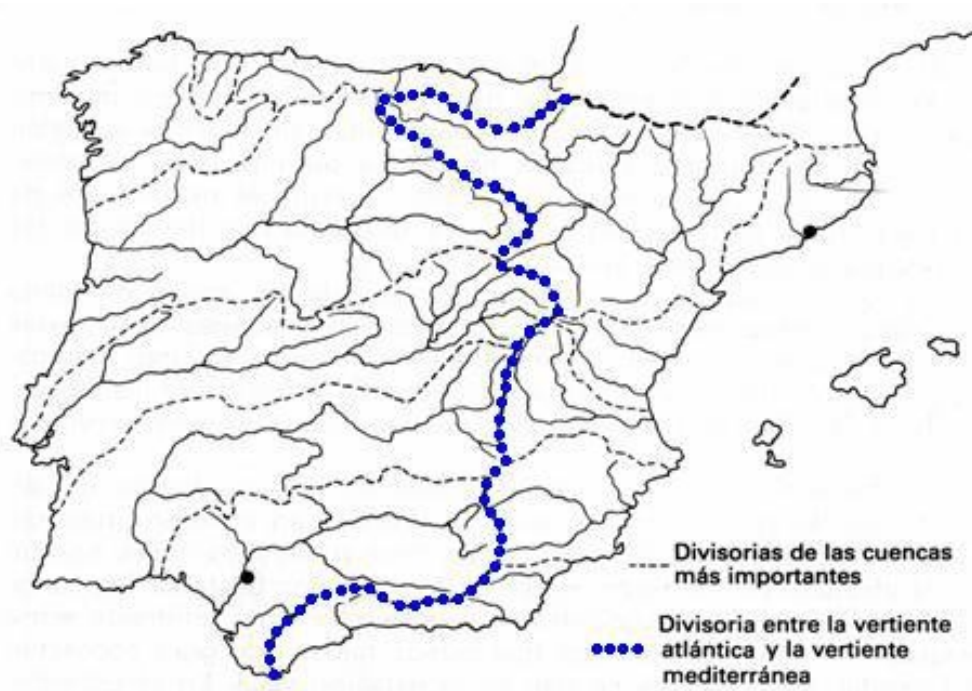 Divisorias de las cuencas
más importantes
Divisoria entre la vertiente
atlántica y la vertiente
mediterránea